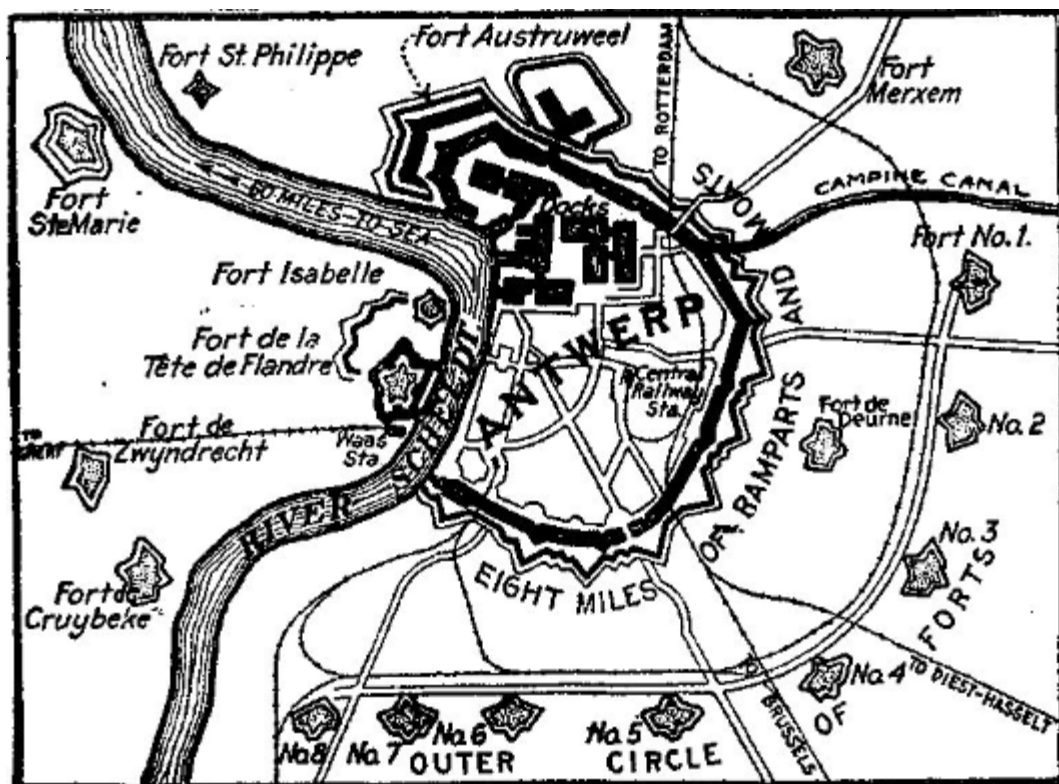 Fort St. Philippe
Fort Austruweel
Fort
Merxem
TO ROTTERDAM
Fort
Ste Marie
60 MILES TO SEA
Docks
MOATS
CAMPINE CANAL
Fort No. 1.
Fort Isabelle
AND
Fort de la
Tête de Flandre
SCHELDT
ANTWERP
Central
Railway
Sta.
Fort de
Deurne
No. 2
Fort de
Zwyndrecht
Waas
Sta
TO
RIVER
OF RAMPARTS
No. 3
EIGHT MILES
Fort de
Cruybeke
FORTS
No. 4
TO DIEST-HASSELT
OF
BRUSSELS
No. 8
No. 7
No. 6
No. 5
OUTER
CIRCLE